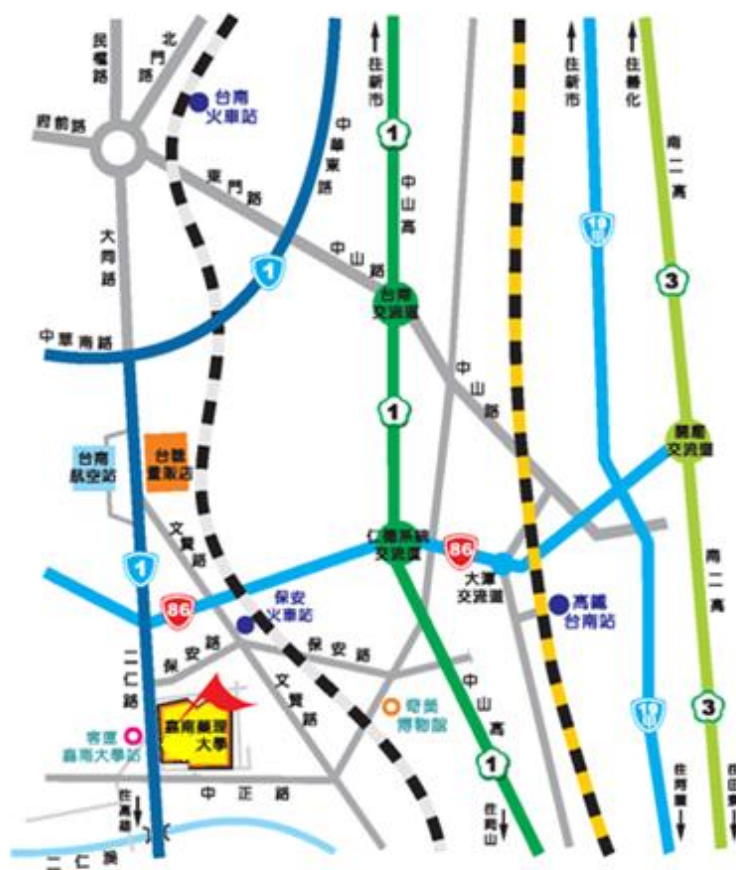 民權路
北門路
台南
火車站
府前路
東門路
大同路
中華東路
往新市
1
中山高
往新市
往善化
南二高
19
甲
3
1
中山路
台南
交流道
中華南路
1
中山路
關廟
交流道
台南
航空站
台糖
量販店
文賢路
仁德系統
交流道
86
大潭
交流道
1
86
保安
火車站
高鐵
台南站
南二高
保安路
保安路
二仁路
文賢路
中山高
奇美
博物館
嘉南藥理
大學
客運
嘉南大學站
19
甲
3
1
中正路
往高雄
往岡山
二仁溪